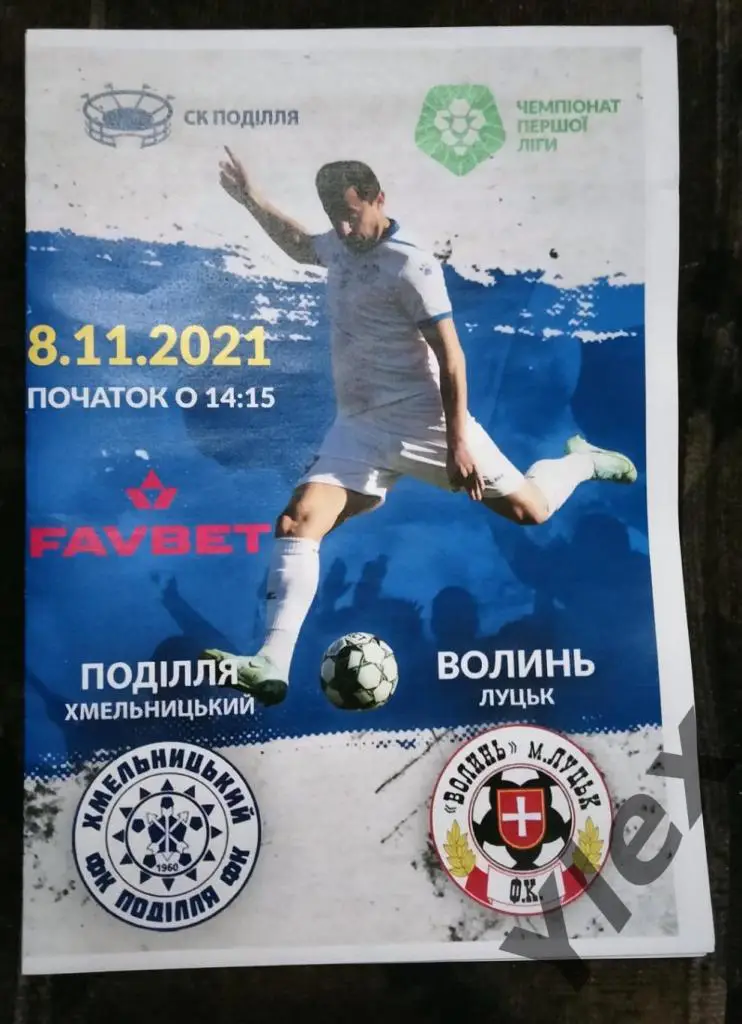 СК ПОДІЛЛЯ
ЧЕМПІОНАТ
ПЕРШОЇ
ЛІГИ
8.11.2021
ПОЧАТОК О 14:15
FAVBET
ПОДІЛЛЯ
ХМЕЛЬНИЦЬКИЙ
ВОЛИНЬ
ЛУЦЬК
ХМЕЛЬНИЦЬКИЙ
ФК ПОДІЛЛЯ ФК
1960
"ВОЛИНЬ" М.ЛУЦЬК
Ф.К.
Ylex